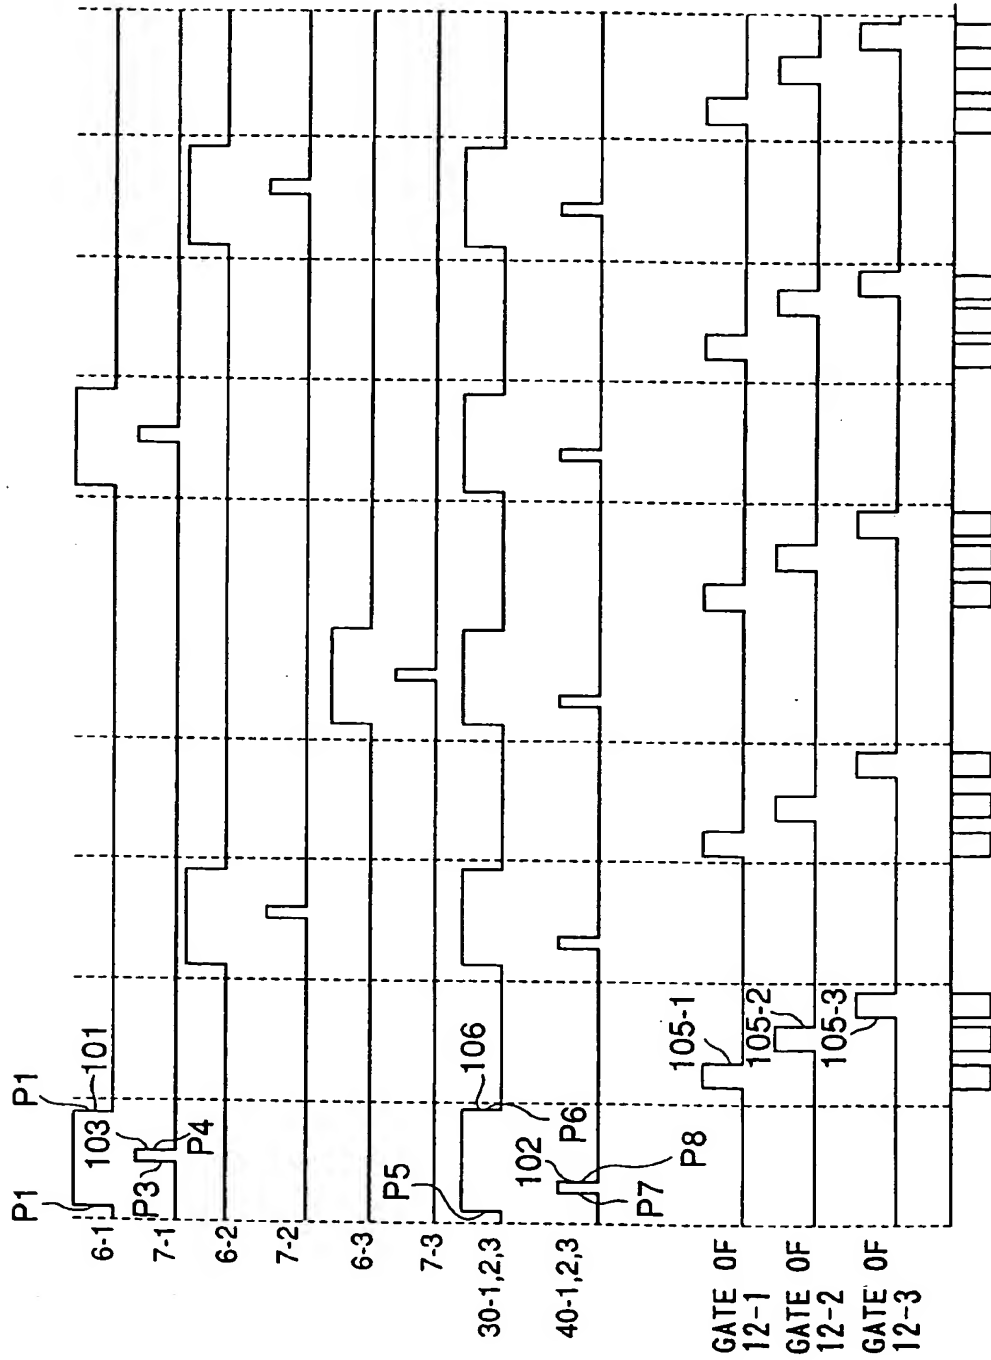 P1
P1
101
6-1
103
7-1
P3
P4
6-2
7-2
6-3
7-3
P5
106
30-1,2,3
P6
102
40-1,2,3
P7
P8
105-1
GATE OF
12-1
105-2
GATE OF
12-2
105-3
GATE OF
12-3